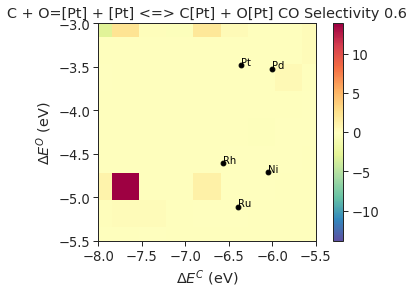 C + O=[Pt] + [Pt] <=> C[Pt] + O[Pt] CO Selectivity 0.6
−3.0
−3.5
−4.0
−4.5
−5.0
−5.5
ΔE^O (eV)
Pt
Pd
Rh
Ni
Ru
−8.0 −7.5 −7.0 −6.5 −6.0 −5.5
ΔE^C (eV)
10
5
0
−5
−10